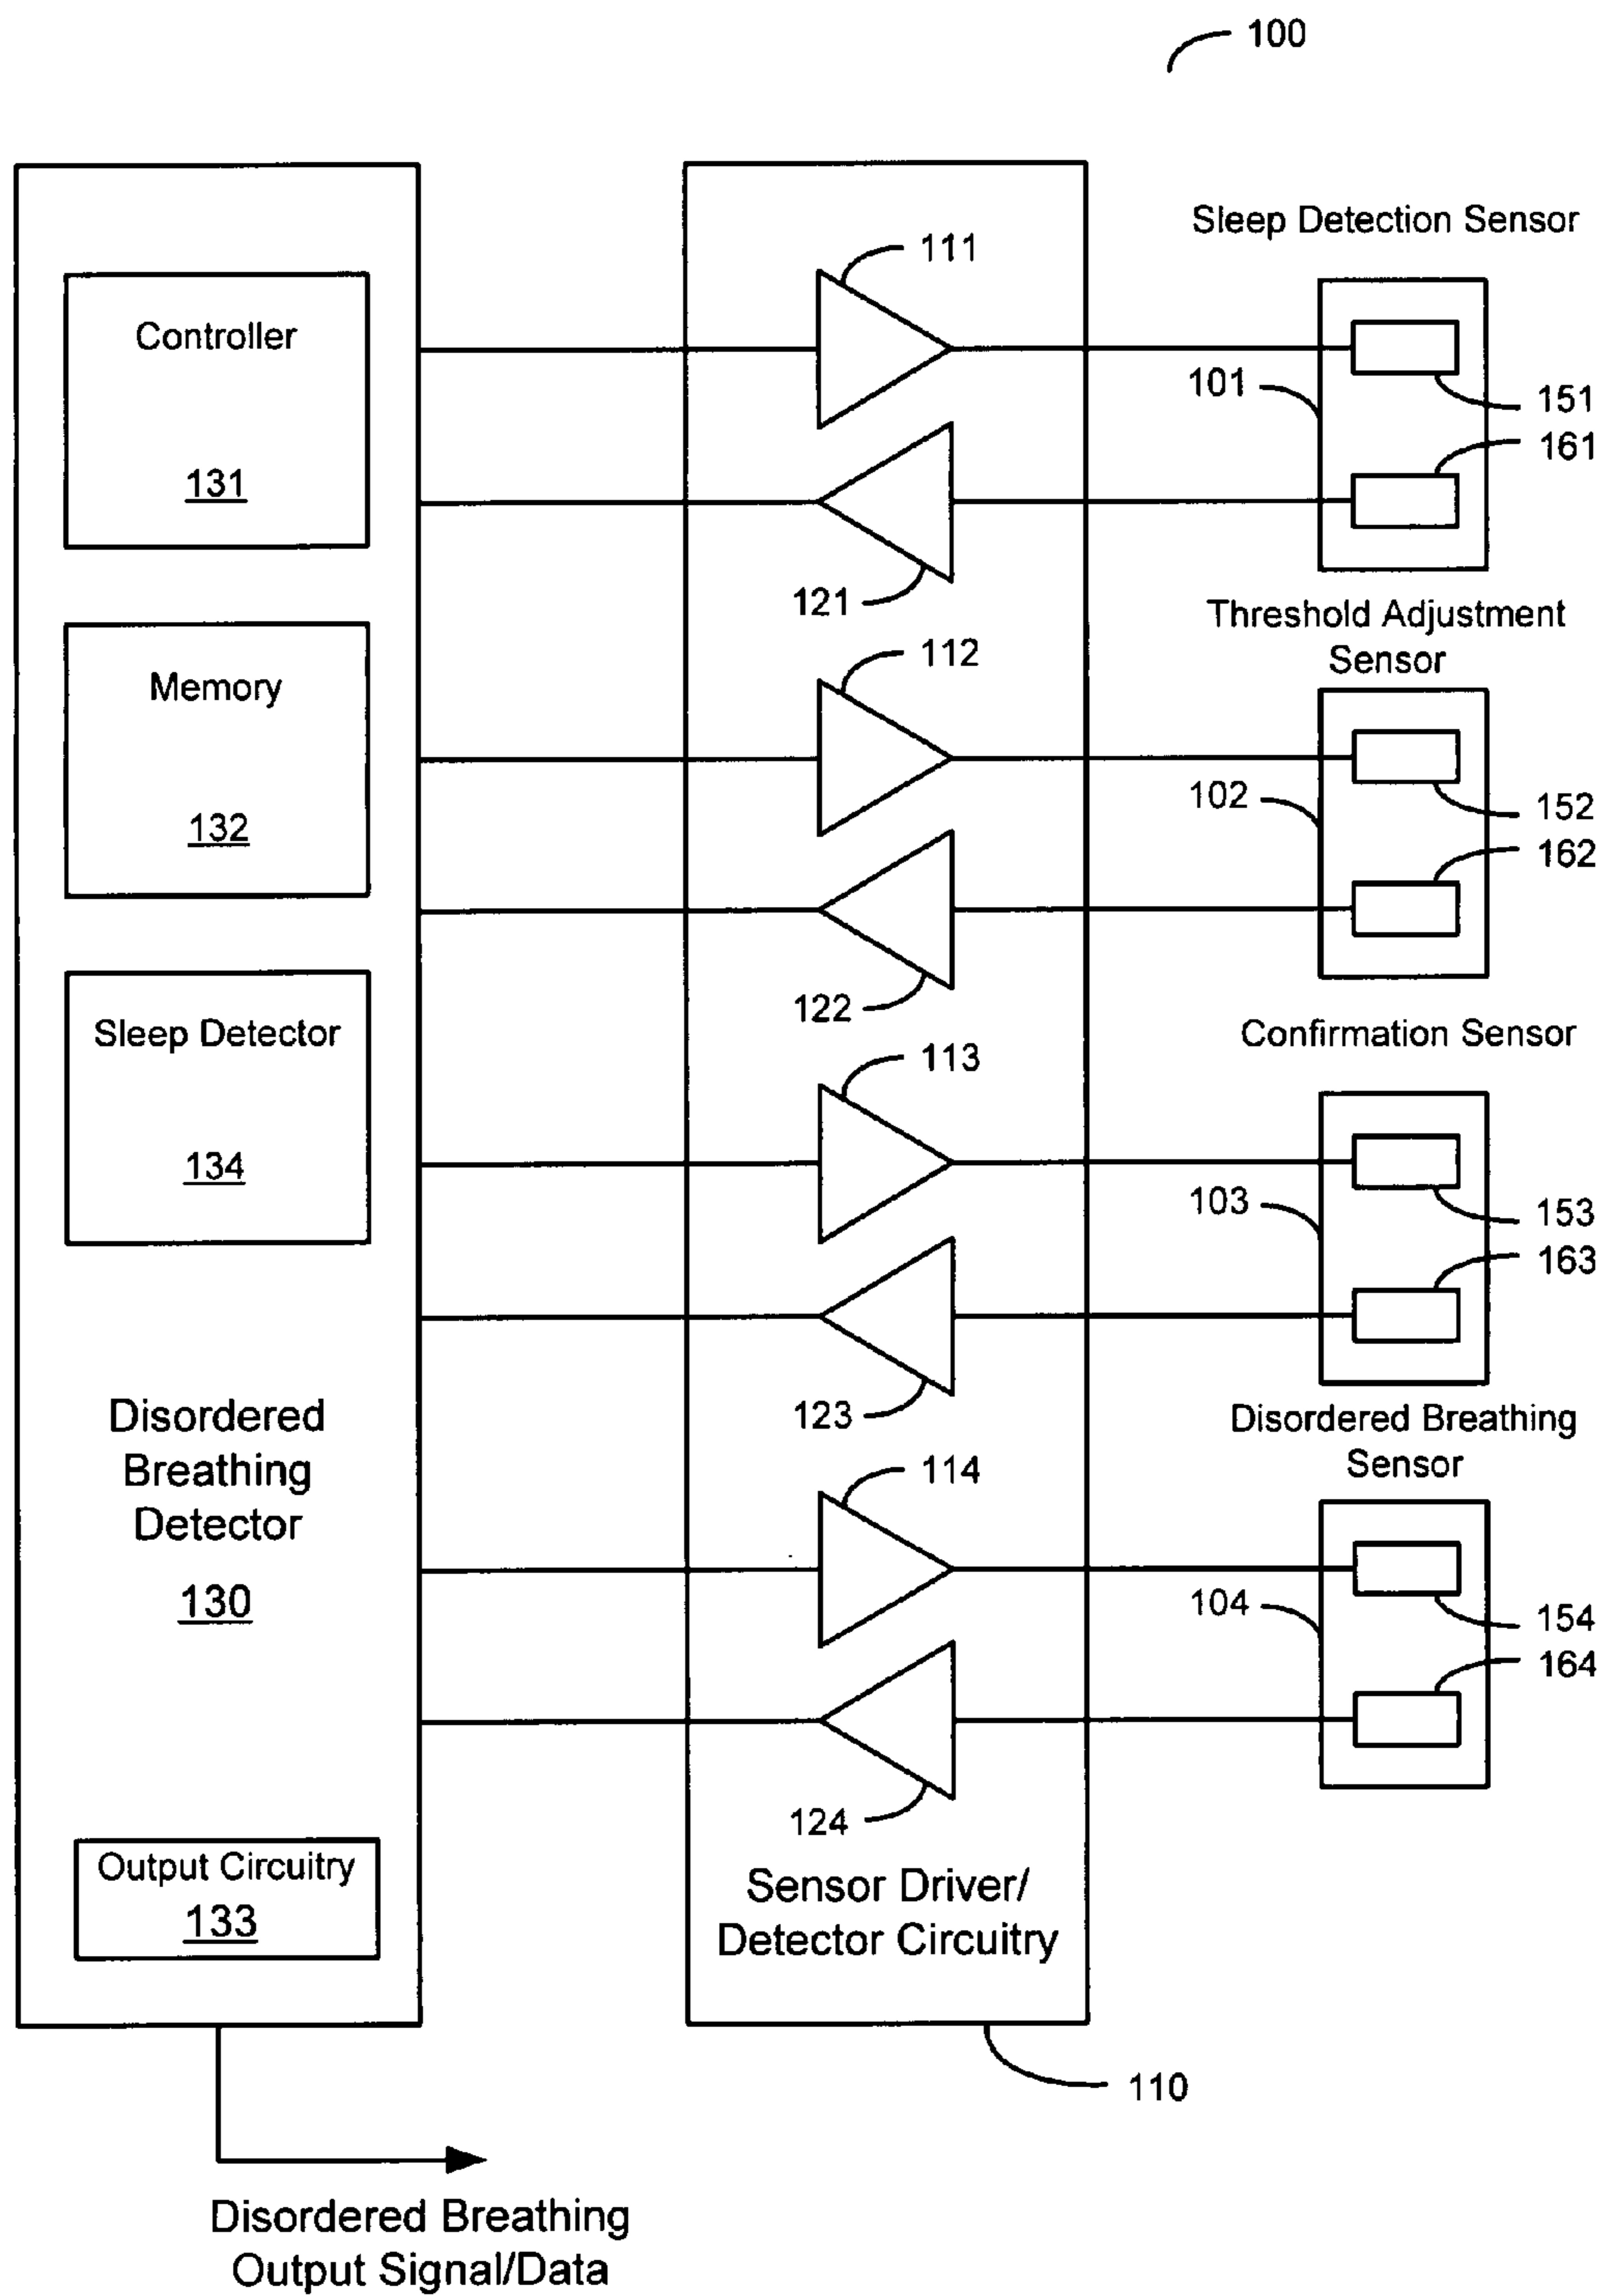 100
Sleep Detection Sensor
111
Controller
131
101
151
161
121
Threshold Adjustment
Sensor
112
Memory
132
102
152
162
122
Confirmation Sensor
113
Sleep Detector
134
103
153
163
123
Disordered Breathing
Sensor
114
Disordered
Breathing
Detector
130
104
154
164
124
Output Circuitry
133
Sensor Driver/
Detector Circuitry
110
Disordered Breathing
Output Signal/Data